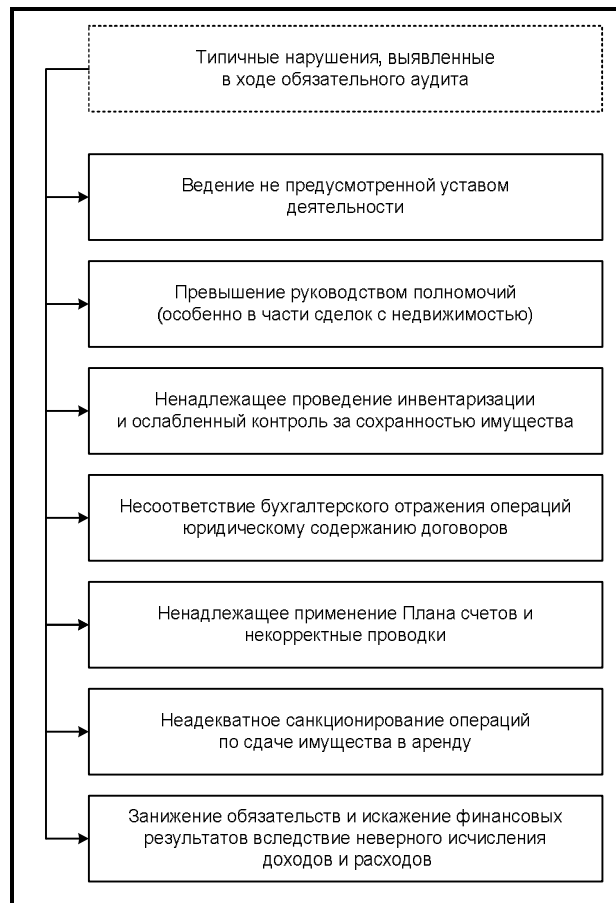 Типичные нарушения, выявленные
в ходе обязательного аудита
Ведение не предусмотренной уставом
деятельности
Превышение руководством полномочий
(особенно в части сделок с недвижимостью)
Ненадлежащее проведение инвентаризации
и ослабленный контроль за сохранностью имущества
Несоответствие бухгалтерского отражения операций
юридическому содержанию договоров
Ненадлежащее применение Плана счетов и
некорректные проводки
Неадекватное санкционирование операций
по сдаче имущества в аренду
Занижение обязательств и искажение финансовых
результатов вследствие неверного исчисления
доходов и расходов